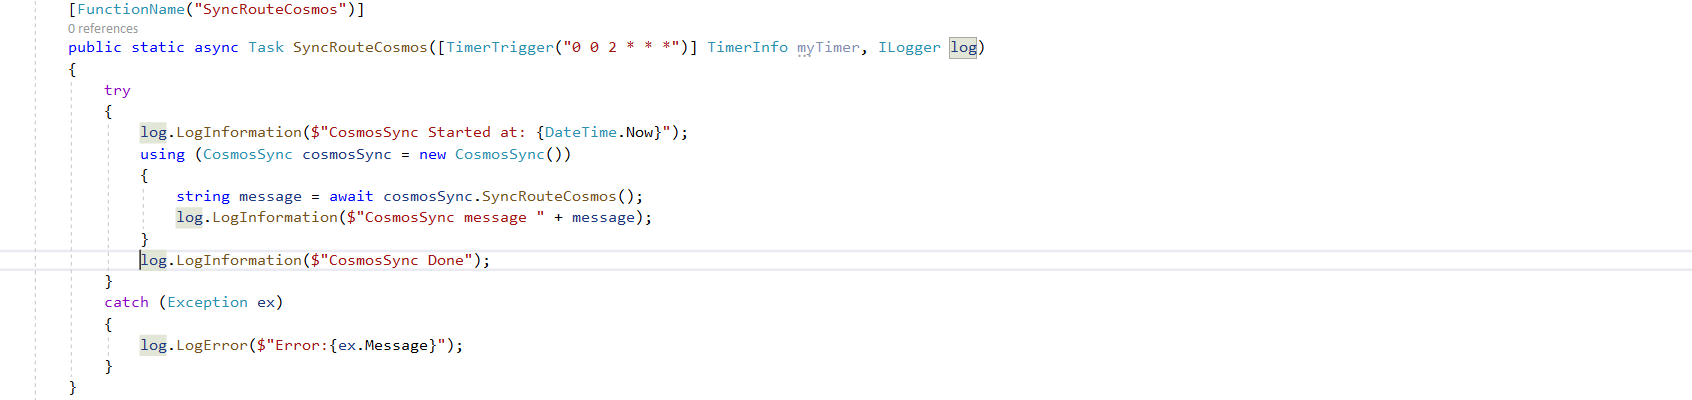 [FunctionName("SyncRouteCosmos")]
0 references
public static async Task SyncRouteCosmos([TimerTrigger("0 0 2 * * *")] TimerInfo myTimer, ILogger log)
{
try
{
log.LogInformation($"CosmosSync Started at: {DateTime.Now}");
using (CosmosSync cosmosSync = new CosmosSync())
{
string message = await cosmosSync.SyncRouteCosmos();
log.LogInformation($"CosmosSync message " + message);
}
log.LogInformation($"CosmosSync Done");
}
catch (Exception ex)
{
log.LogError($"Error:{ex.Message}");
}
}